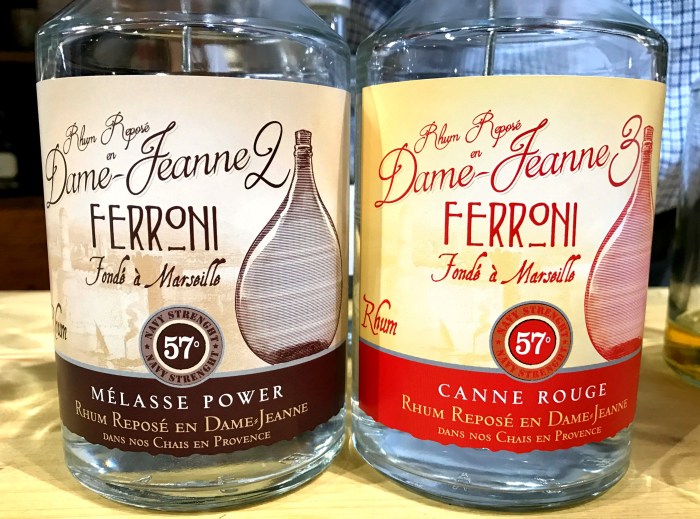 Rhum Reposé
en
Dame-Jeanne 2
FERRONI
Fondé à Marseille
Rhum
NAVY STRENGHT
57°
NAVY STRENGHT
MÉLASSE POWER
RHUM REPOSÉ EN DAME-JEANNE
DANS NOS CHAIS EN PROVENCE
Rhum Reposé
en
Dame-Jeanne 3
FERRONI
Fondé à Marseille
Rhum
NAVY STRENGHT
57°
NAVY STRENGHT
CANNE ROUGE
RHUM REPOSÉ EN DAME-JEANNE
DANS NOS CHAIS EN PROVENCE